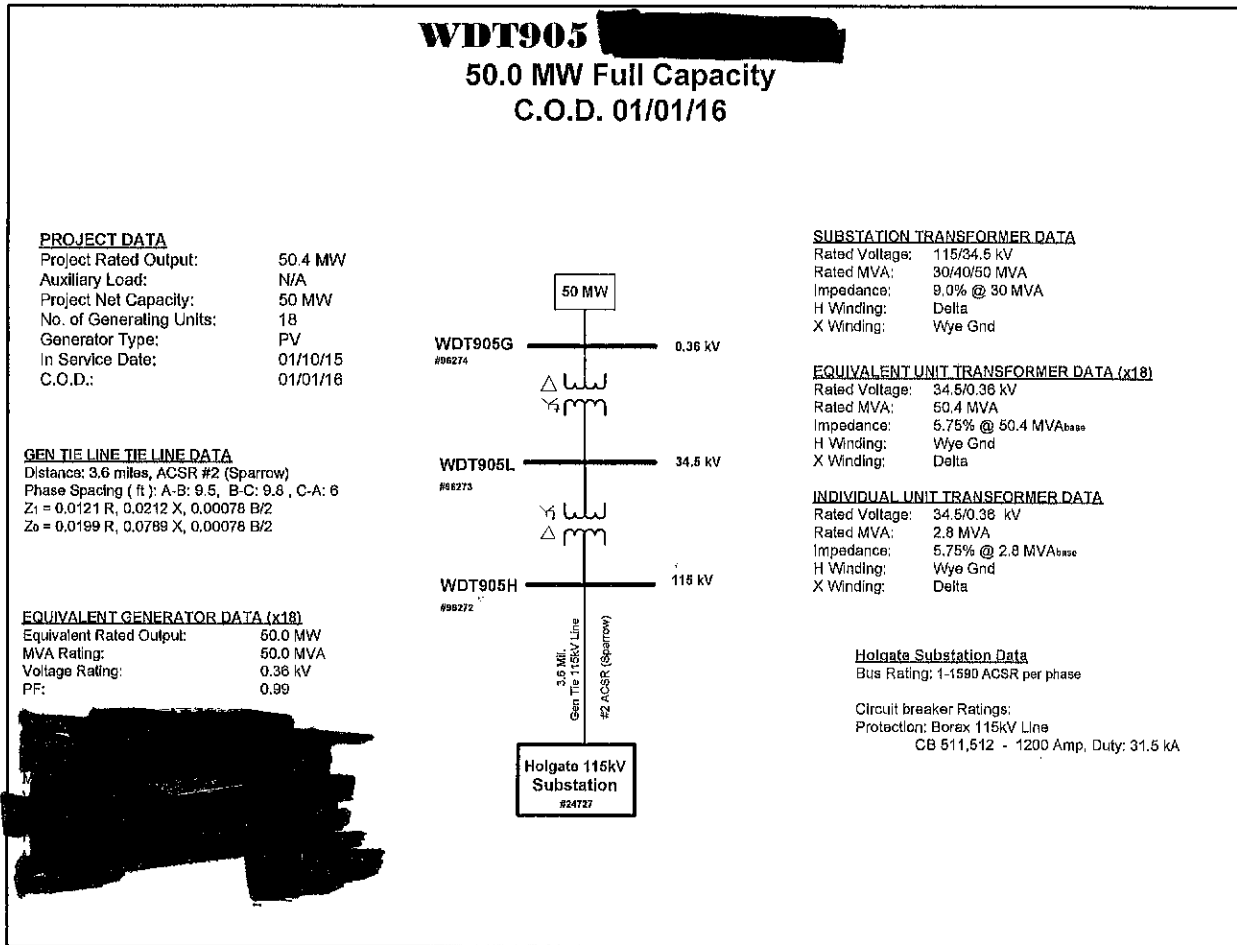 WDT905
50.0 MW Full Capacity
C.O.D. 01/01/16
PROJECT DATA
Project Rated Output: 50.4 MW
Auxiliary Load: N/A
Project Net Capacity: 50 MW
No. of Generating Units: 18
Generator Type: PV
In Service Date: 01/10/15
C.O.D.: 01/01/16
GEN TIE LINE TIE LINE DATA
Distance: 3.6 miles, ACSR #2 (Sparrow)
Phase Spacing ( ft ): A-B: 9.5, B-C: 9.8 , C-A: 6
Z1 = 0.0121 R, 0.0212 X, 0.00078 B/2
Z0 = 0.0199 R, 0.0789 X, 0.00078 B/2
EQUIVALENT GENERATOR DATA (x18)
Equivalent Rated Output: 50.0 MW
MVA Rating: 50.0 MVA
Voltage Rating: 0.36 kV
PF: 0.99
50 MW
WDT905G
#96274
0.36 kV
WDT905L
#96273
34.5 kV
WDT905H
#96272
115 kV
3.6 Mil.
Gen Tie 115kV Line
#2 ACSR (Sparrow)
Holgate 115kV
Substation
#24727
SUBSTATION TRANSFORMER DATA
Rated Voltage: 115/34.5 kV
Rated MVA: 30/40/50 MVA
Impedance: 9.0% @ 30 MVA
H Winding: Delta
X Winding: Wye Gnd
EQUIVALENT UNIT TRANSFORMER DATA (x18)
Rated Voltage: 34.5/0.36 kV
Rated MVA: 50.4 MVA
Impedance: 5.75% @ 50.4 MVAbase
H Winding: Wye Gnd
X Winding: Delta
INDIVIDUAL UNIT TRANSFORMER DATA
Rated Voltage: 34.5/0.36 kV
Rated MVA: 2.8 MVA
Impedance: 5.75% @ 2.8 MVAbase
H Winding: Wye Gnd
X Winding: Delta
Holgate Substation Data
Bus Rating: 1-1590 ACSR per phase
Circuit breaker Ratings:
Protection: Borax 115kV Line
CB 511,512 - 1200 Amp, Duty: 31.5 kA